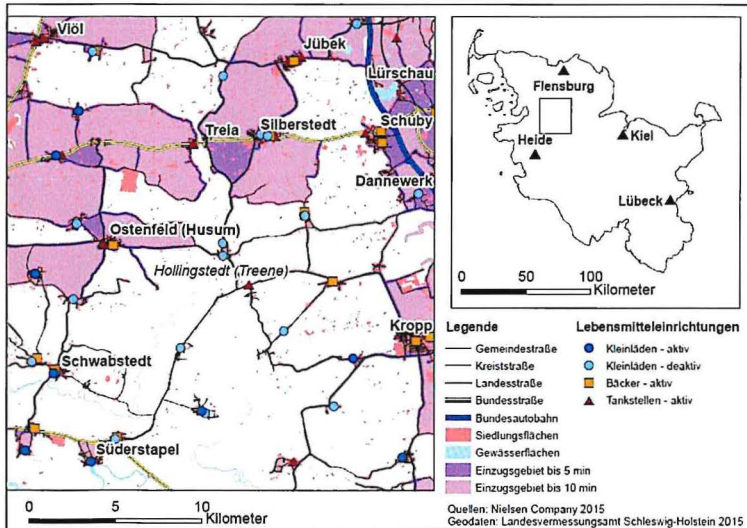 Viöl
Jübek
Lürschau
Treia
Silberstedt
Schuby
Dannewerk
Ostenfeld (Husum)
Hollingstedt (Treene)
Kropp
Schwabstedt
Süderstapel
0 5 10
Kilometer
Flensburg
Heide
Kiel
Lübeck
0 50 100
Kilometer
Legende
Gemeindestraße
Kreisstraße
Landesstraße
Bundesstraße
Bundesautobahn
Siedlungsflächen
Gewässerflächen
Einzugsgebiet bis 5 min
Einzugsgebiet bis 10 min
Lebensmitteleinrichtungen
Kleinläden - aktiv
Kleinläden - deaktiv
Bäcker - aktiv
Tankstellen - aktiv
Quellen: Nielsen Company 2015
Geodaten: Landesvermessungsamt Schleswig-Holstein 2015